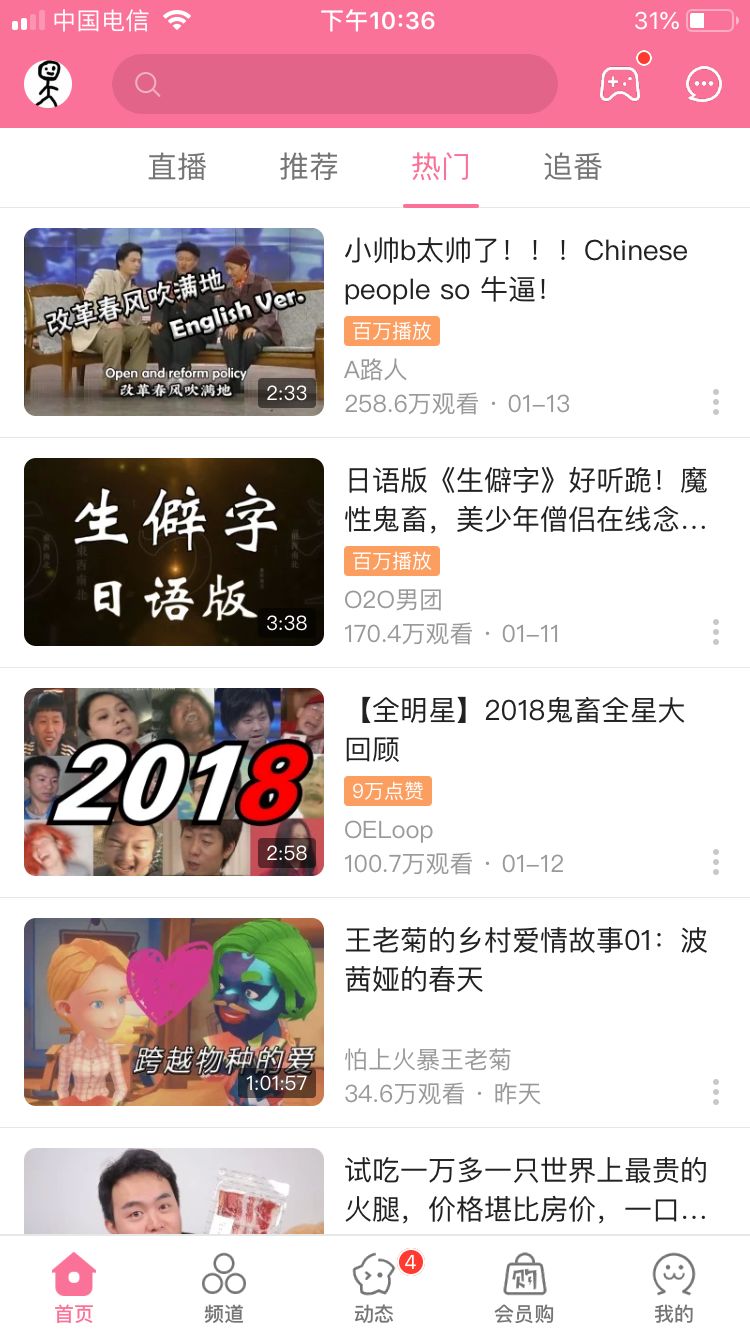 中国电信
下午10:36
31%
直播
推荐
热门
追番
改革春风吹满地
English Ver.
Open and reform policy
改革春风吹满地
2:33
小帅b太帅了！！！Chinese
people so 牛逼！
百万播放
A路人
258.6万观看 · 01-13
生僻字
日语版
3:38
日语版《生僻字》好听跪！魔
性鬼畜，美少年僧侣在线念...
百万播放
O2O男团
170.4万观看 · 01-11
2018
2:58
【全明星】2018鬼畜全星大
回顾
9万点赞
OELoop
100.7万观看 · 01-12
跨越物种的爱
1:01:57
王老菊的乡村爱情故事01：波
茜娅的春天
怕上火暴王老菊
34.6万观看 · 昨天
试吃一万多一只世界上最贵的
火腿，价格堪比房价，一口...
首页
频道
4
动态
购
会员购
我的